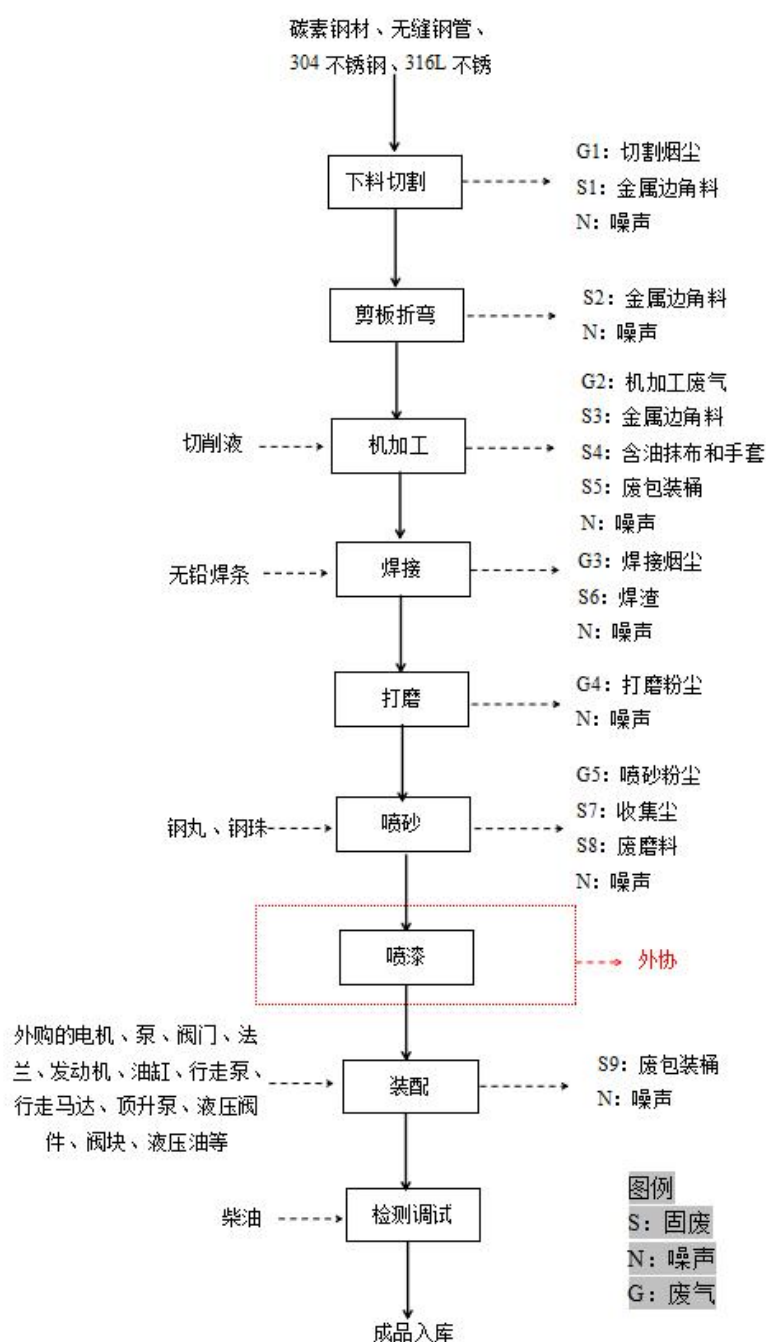 碳素钢材、无缝钢管、
304 不锈钢、316L 不锈
下料切割
G1：切割烟尘
S1：金属边角料
N：噪声
剪板折弯
S2：金属边角料
N：噪声
切削液
机加工
G2：机加工废气
S3：金属边角料
S4：含油抹布和手套
S5：废包装桶
N：噪声
无铅焊条
焊接
G3：焊接烟尘
S6：焊渣
N：噪声
打磨
G4：打磨粉尘
N：噪声
钢丸、钢珠
喷砂
G5：喷砂粉尘
S7：收集尘
S8：废磨料
N：噪声
喷漆
外协
外购的电机、泵、阀门、法
兰、发动机、油缸、行走泵、
行走马达、顶升泵、液压阀
件、阀块、液压油等
装配
S9：废包装桶
N：噪声
柴油
检测调试
成品入库
图例
S：固废
N：噪声
G：废气